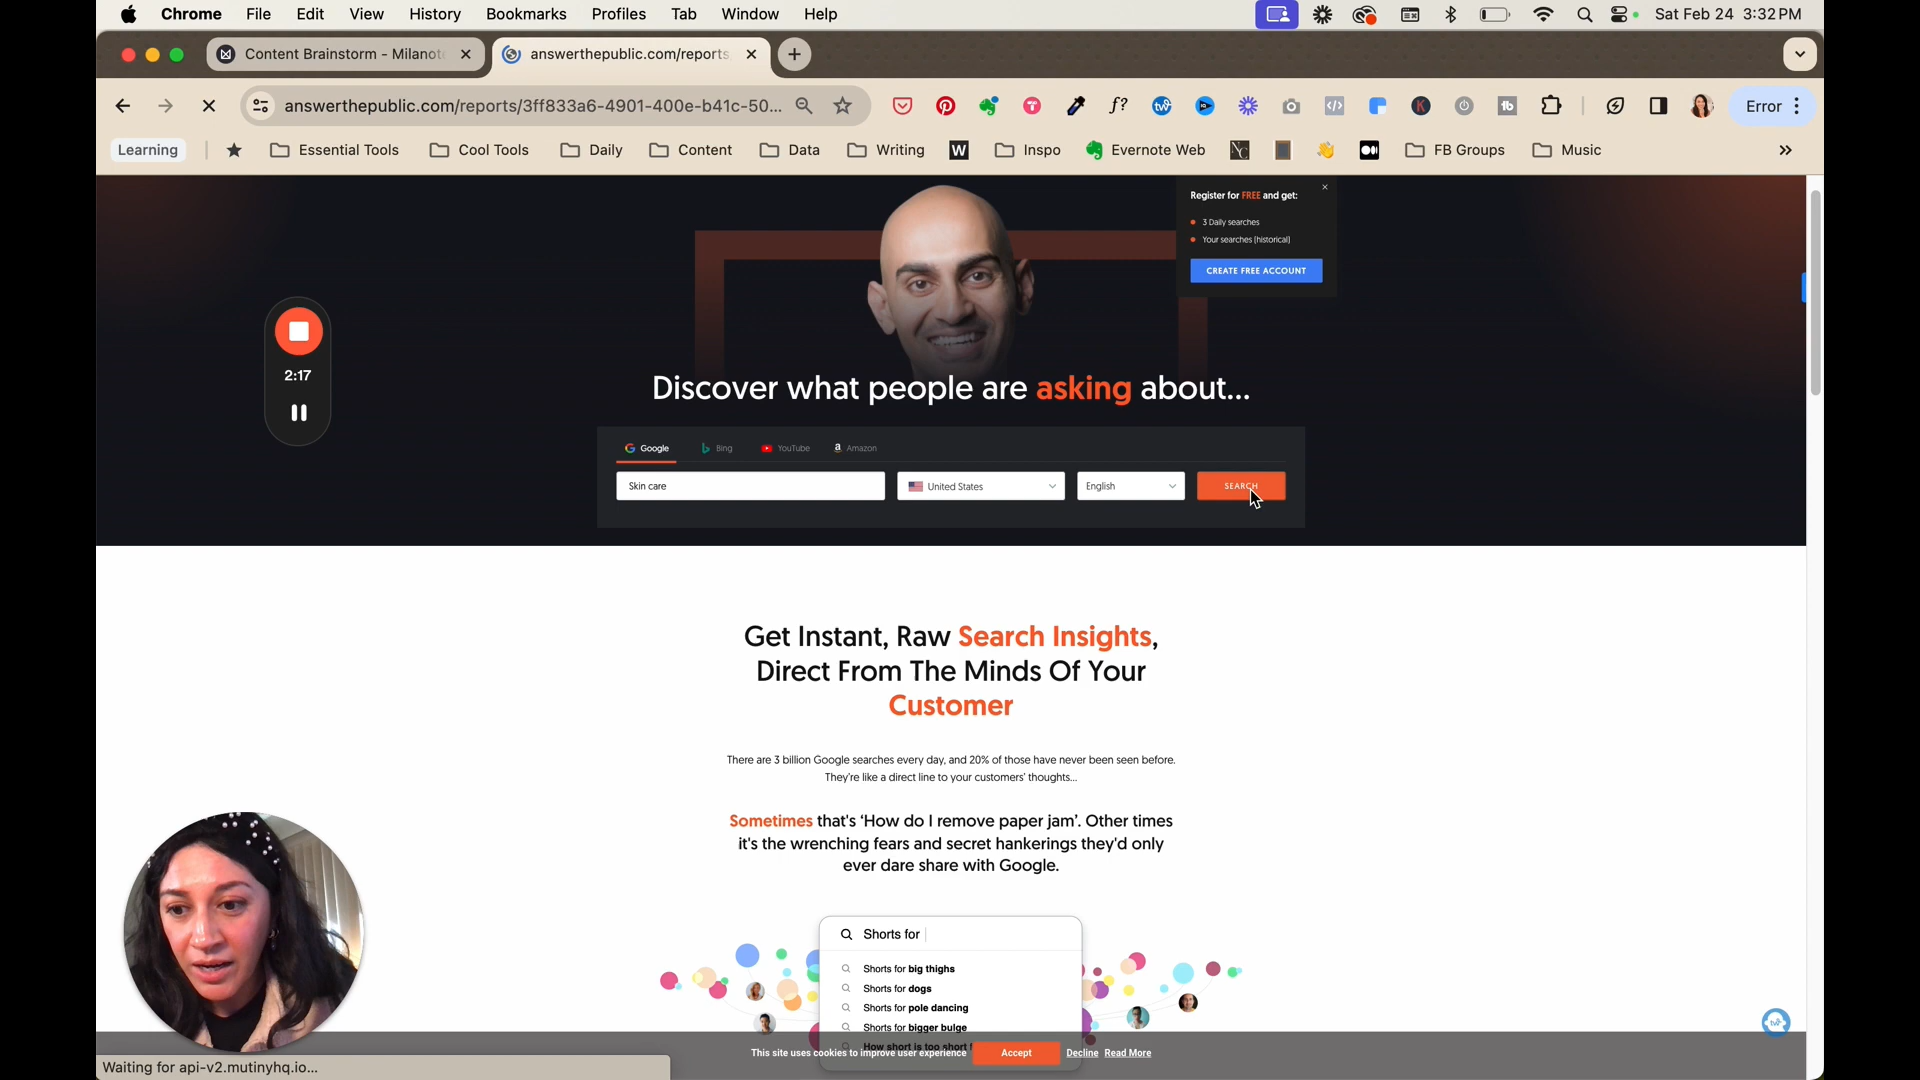 Chrome File Edit View History Bookmarks Profiles Tab Window Help Sat Feb 24 3:32 PM
Content Brainstorm - Milanote answerthepublic.com/reports
answerthepublic.com/reports/3ff833a6-4901-400e-b41c-50... f? Error
Learning Essential Tools Cool Tools Daily Content Data Writing W Inspo Evernote Web FB Groups Music
Register for FREE and get:
3 Daily searches
Your searches (historical)
CREATE FREE ACCOUNT
2:17
Discover what people are asking about...
Google Bing YouTube Amazon
Skin care United States English SEARCH
Get Instant, Raw Search Insights,
Direct From The Minds Of Your
Customer
There are 3 billion Google searches every day, and 20% of those have never been seen before.
They're like a direct line to your customers' thoughts...
Sometimes that's ‘How do I remove paper jam’. Other times
it's the wrenching fears and secret hankerings they'd only
ever dare share with Google.
Shorts for
Shorts for big thighs
Shorts for dogs
Shorts for pole dancing
Shorts for bigger bulge
How short is too short
This site uses cookies to improve user experience Accept Decline Read More
Waiting for api-v2.mutinyhq.io...